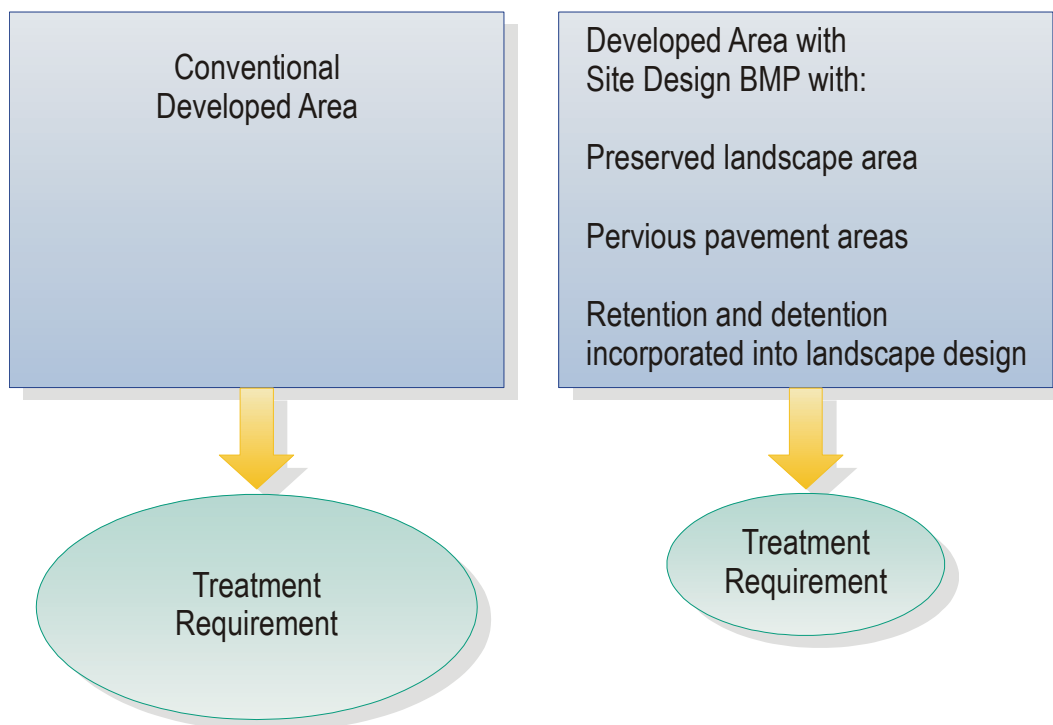 Conventional
Developed Area
Treatment
Requirement
Developed Area with
Site Design BMP with:
Preserved landscape area
Pervious pavement areas
Retention and detention
incorporated into landscape design
Treatment
Requirement